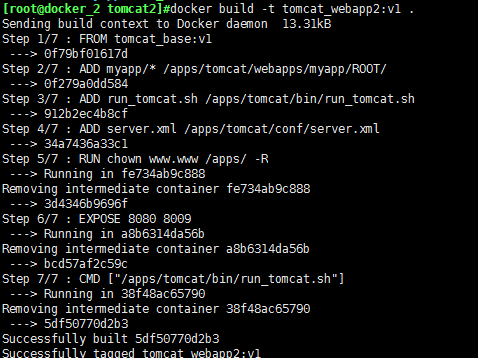 [root@docker_2 tomcat2]#docker build -t tomcat_webapp2:v1 .
Sending build context to Docker daemon  13.31kB
Step 1/7 : FROM tomcat_base:v1
 ---> 0f79bf01617d
Step 2/7 : ADD myapp/* /apps/tomcat/webapps/myapp/ROOT/
 ---> 0f279a0dd584
Step 3/7 : ADD run_tomcat.sh /apps/tomcat/bin/run_tomcat.sh
 ---> 912b2ec4b8cf
Step 4/7 : ADD server.xml /apps/tomcat/conf/server.xml
 ---> 34a7436a33c1
Step 5/7 : RUN chown www.www /apps/ -R
 ---> Running in fe734ab9c888
Removing intermediate container fe734ab9c888
 ---> 3d4346b9696f
Step 6/7 : EXPOSE 8080 8009
 ---> Running in a8b6314da56b
Removing intermediate container a8b6314da56b
 ---> bcd57af2c59c
Step 7/7 : CMD ["/apps/tomcat/bin/run_tomcat.sh"]
 ---> Running in 38f48ac65790
Removing intermediate container 38f48ac65790
 ---> 5df50770d2b3
Successfully built 5df50770d2b3
Successfully tagged tomcat_webapp2:v1